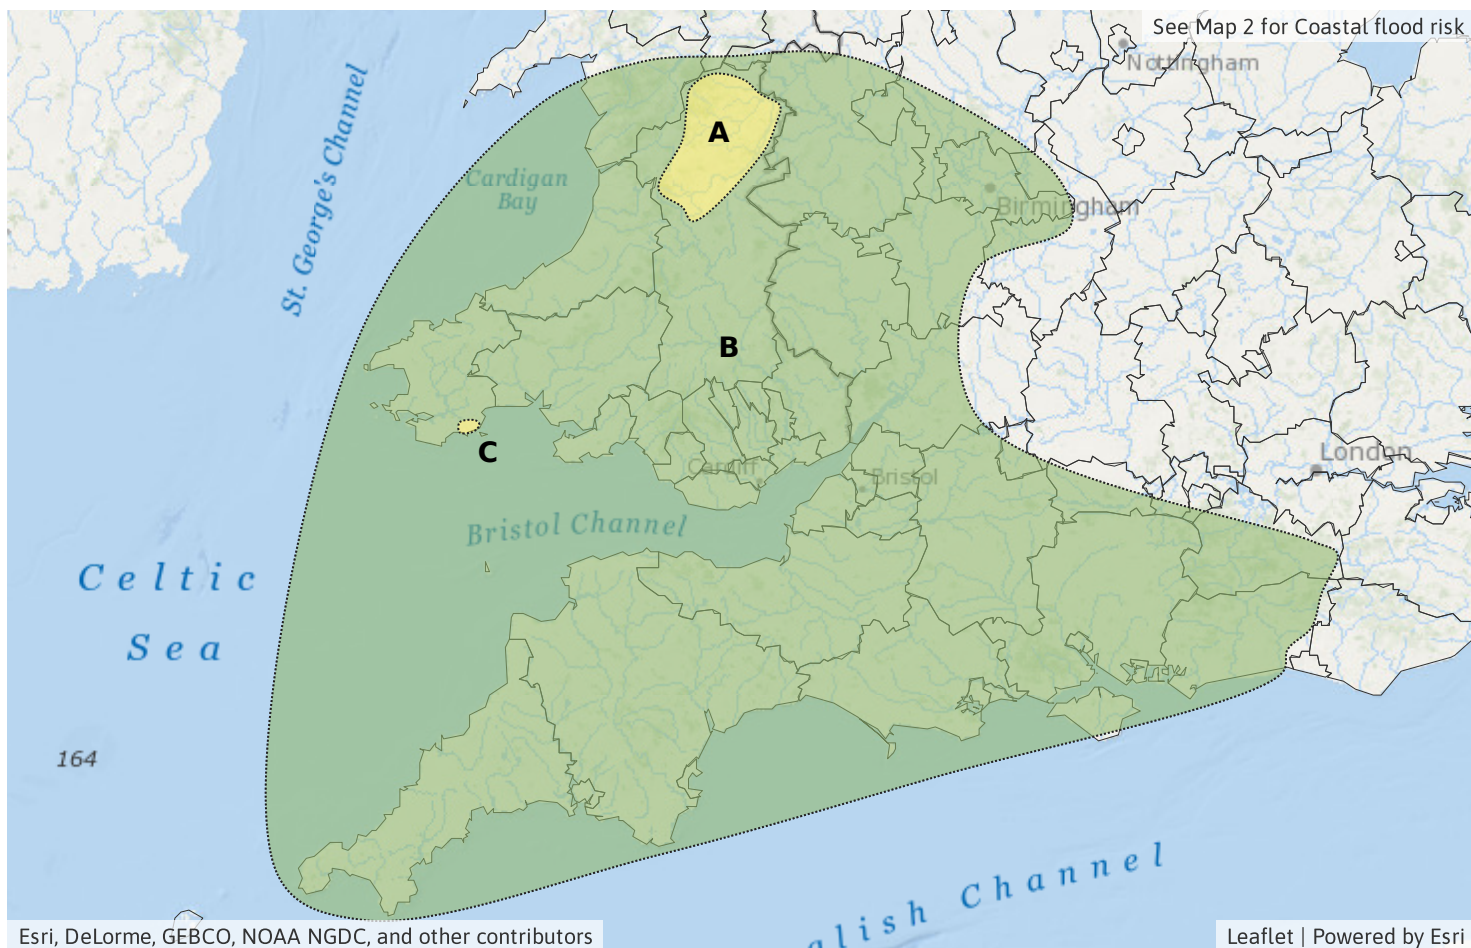 See Map 2 for Coastal flood risk
Nottingham
St. George's Channel
A
Cardigan
Bay
Birmingham
B
C
London
Cardiff
Bristol
Bristol Channel
Celtic
Sea
164
alish Channel
Esri, DeLorme, GEBCO, NOAA NGDC, and other contributors
Leaflet | Powered by Esri